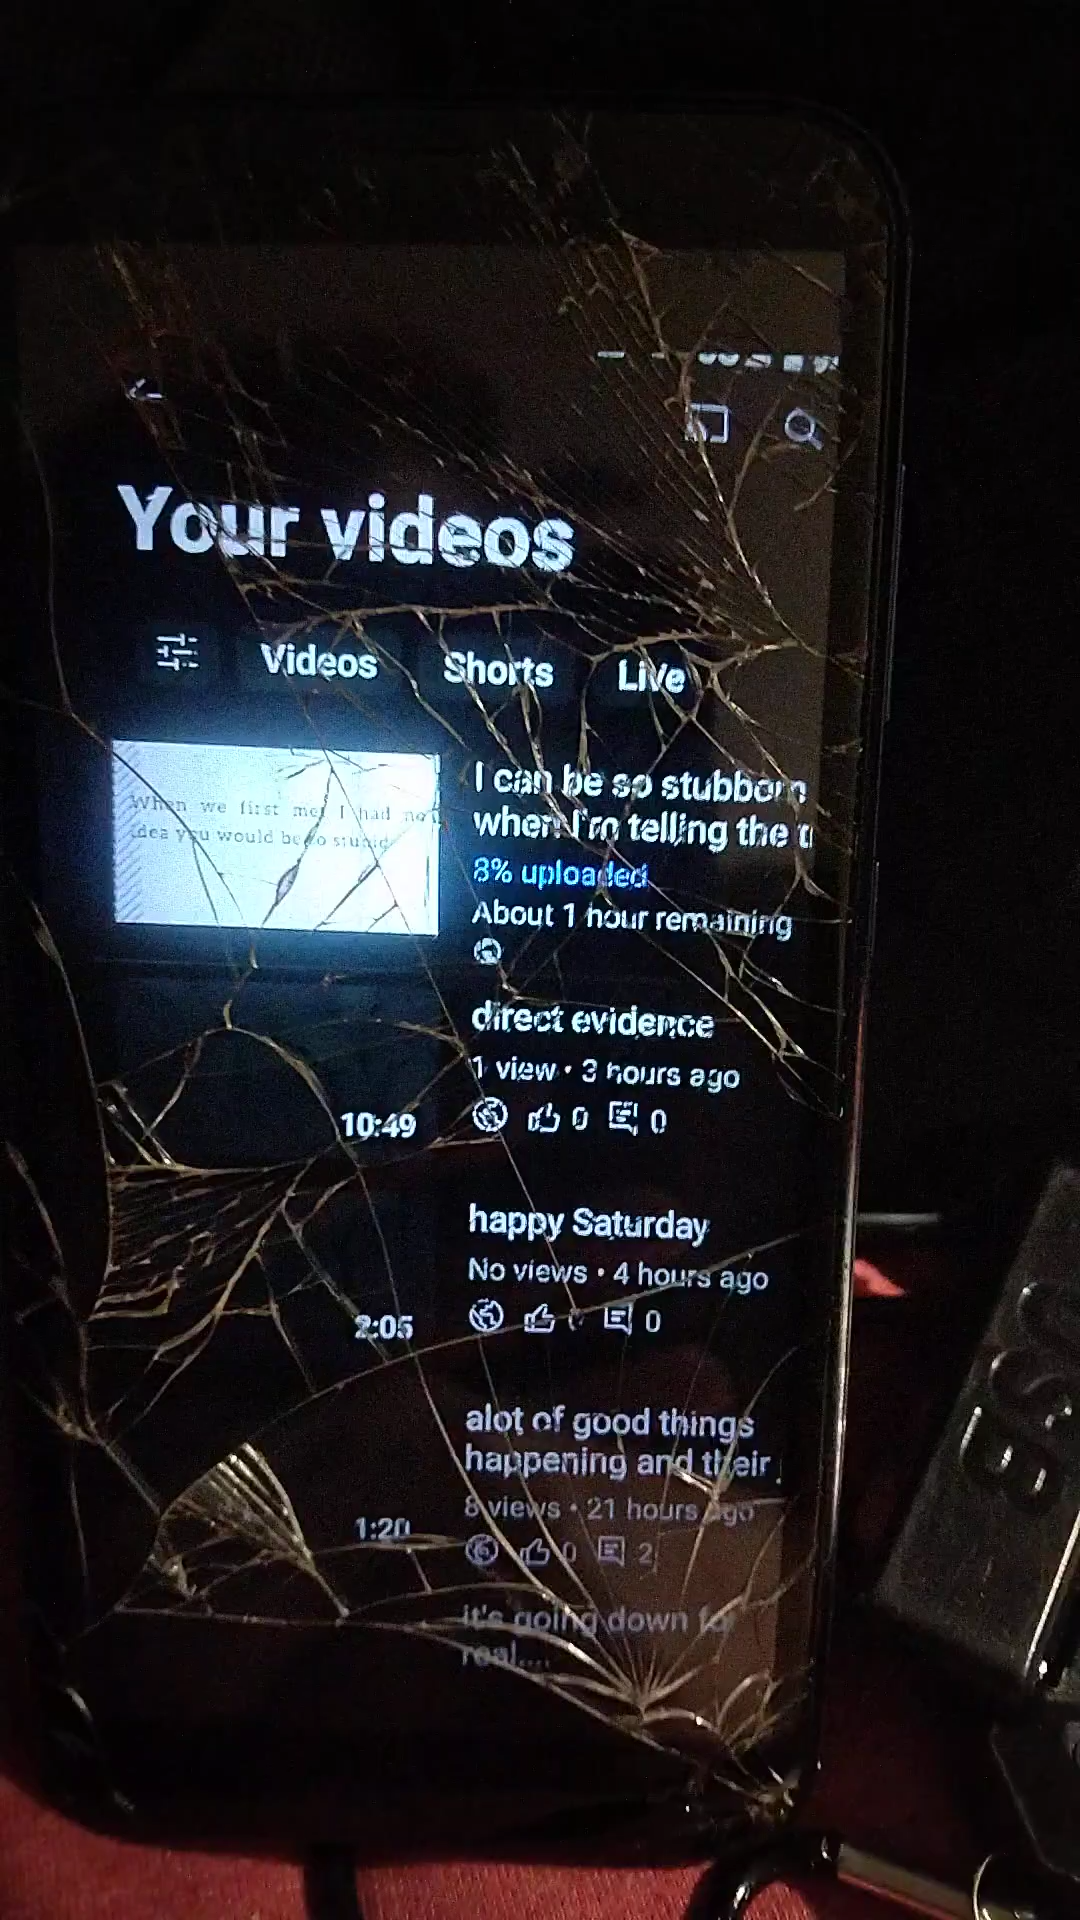 Your videos
Videos Shorts Live
When we first met I had no
idea you would be so stupid
I can be so stubborn
when I'm telling the
8% uploaded
About 1 hour remaining
direct evidence
1 view • 3 hours ago
0 0
10:49
happy Saturday
No views • 4 hours ago
0
2:05
alot of good things
happening and their
8 views • 21 hours ago
0 2
1:20
it's going down for
real....